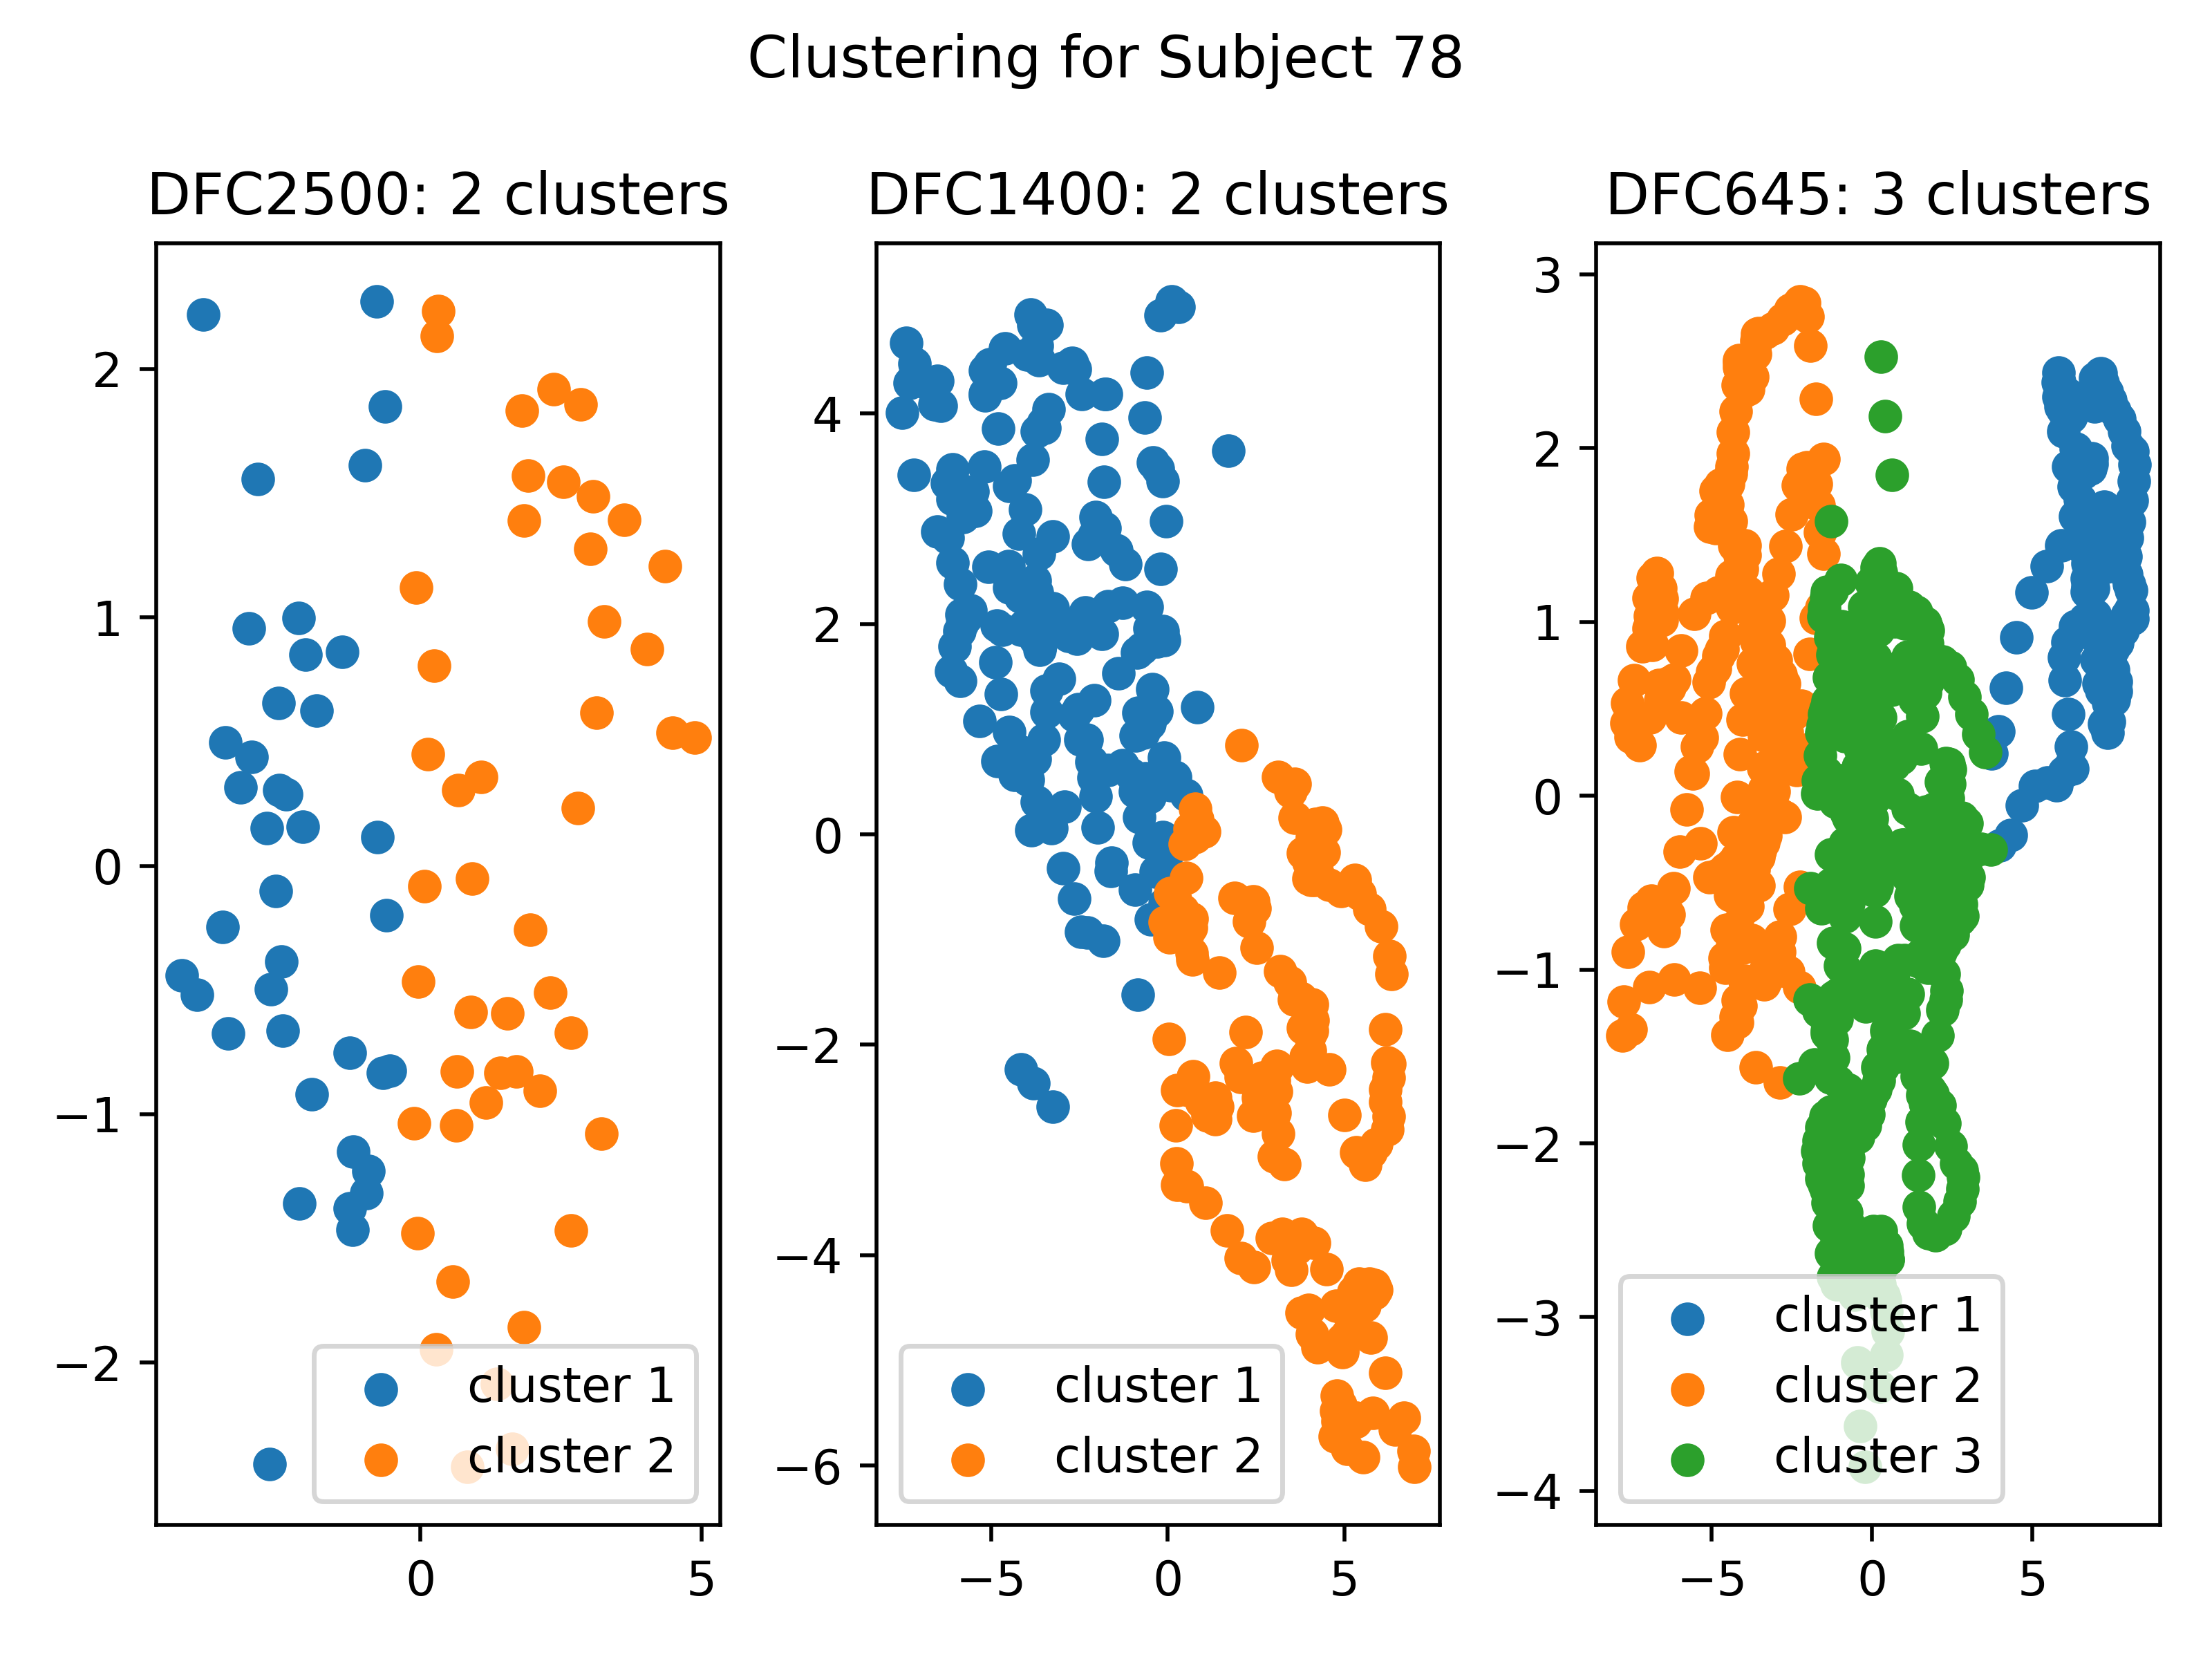 Clustering for Subject 78
DFC2500: 2 clusters
2
1
0
−1
−2
0
5
cluster 1
cluster 2
DFC1400: 2 clusters
4
2
0
−2
−4
−6
−5
0
5
cluster 1
cluster 2
DFC645: 3 clusters
3
2
1
0
−1
−2
−3
−4
−5
0
5
cluster 1
cluster 2
cluster 3